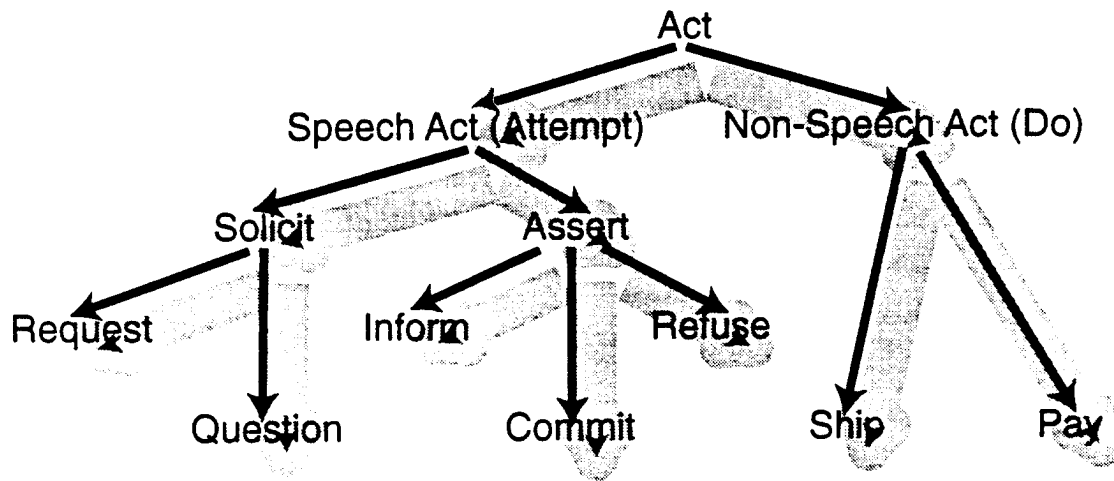 Act
Speech Act (Attempt)
Non-Speech Act (Do)
Solicit
Assert
Request
Inform
Refuse
Question
Commit
Ship
Pay